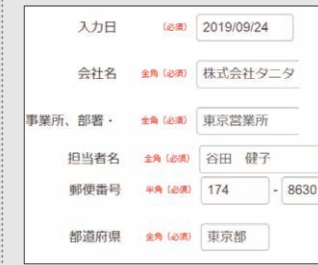 入力日 (必須) 2019/09/24
会社名 全角 (必須) 株式会社タニタ
事業所、部署・ 全角 (必須) 東京営業所
担当者名 全角 (必須) 谷田 健子
郵便番号 半角 (必須) 174 - 8630
都道府県 全角 (必須) 東京都